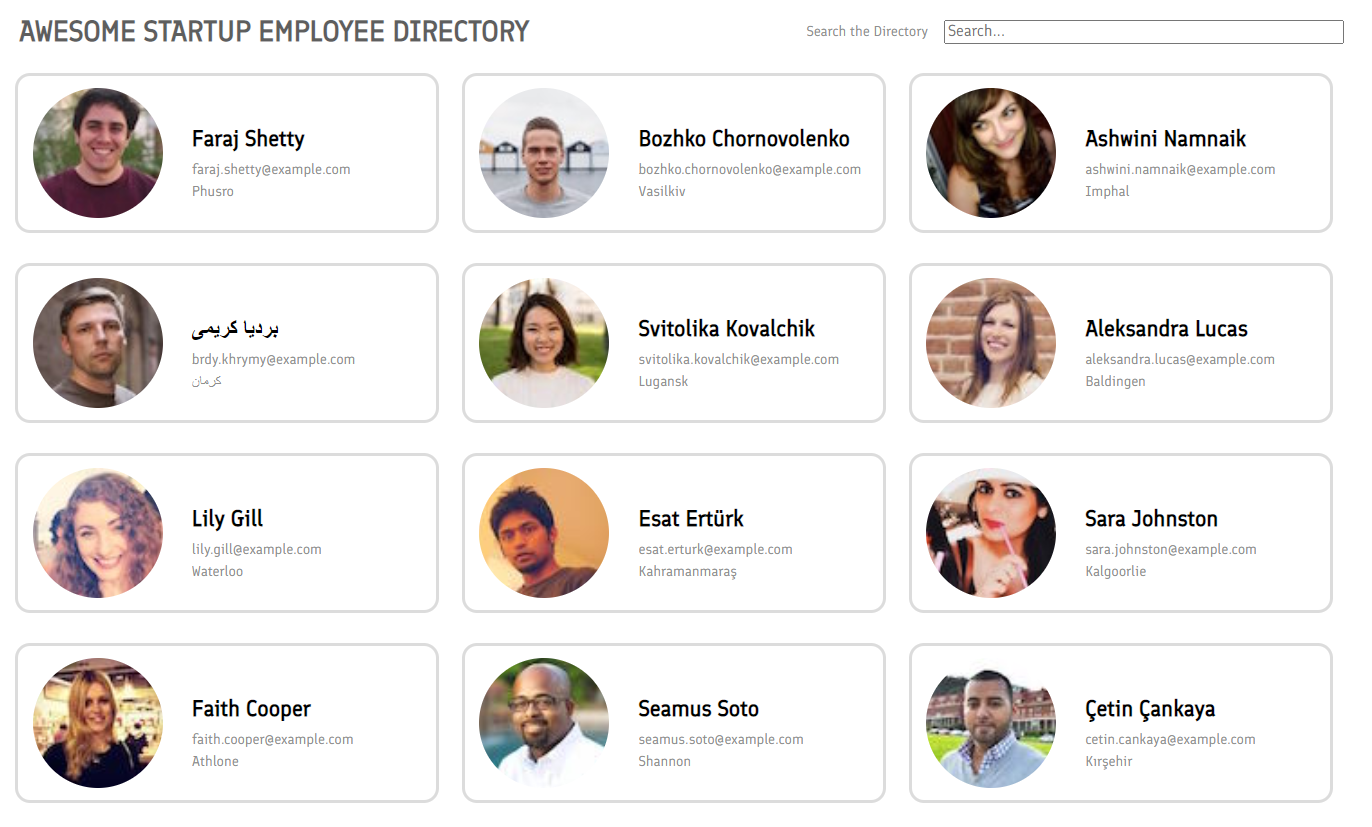 AWESOME STARTUP EMPLOYEE DIRECTORY
Search the Directory
Search...
Faraj Shetty
faraj.shetty@example.com
Phusro
Bozhko Chornovolenko
bozhko.chornovolenko@example.com
Vasilkiv
Ashwini Namnaik
ashwini.namnaik@example.com
Imphal
بردیا کریمی
brdy.khrymy@example.com
کرمان
Svitolika Kovalchik
svitolika.kovalchik@example.com
Lugansk
Aleksandra Lucas
aleksandra.lucas@example.com
Baldingen
Lily Gill
lily.gill@example.com
Waterloo
Esat Ertürk
esat.erturk@example.com
Kahramanmaraş
Sara Johnston
sara.johnston@example.com
Kalgoorlie
Faith Cooper
faith.cooper@example.com
Athlone
Seamus Soto
seamus.soto@example.com
Shannon
Çetin Çankaya
cetin.cankaya@example.com
Kırşehir